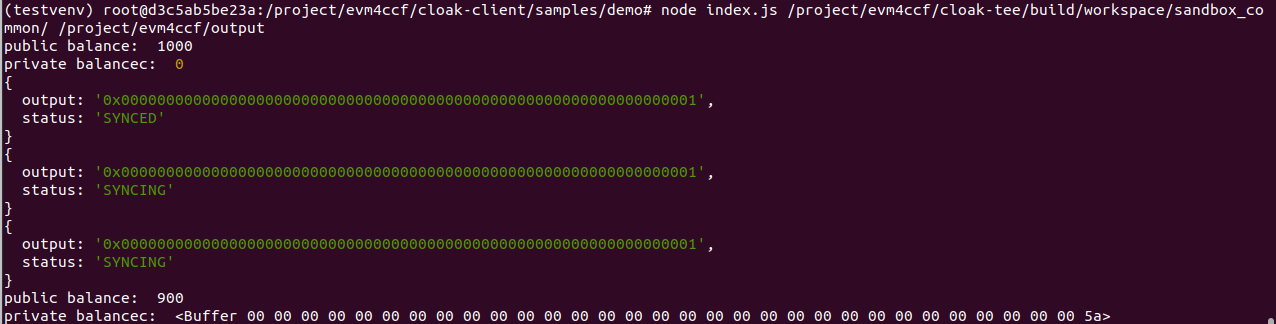 (testvenv) root@d3c5ab5be23a:/project/evm4ccf/cloak-client/samples/demo# node index.js /project/evm4ccf/cloak-tee/build/workspace/sandbox_co
mmon/ /project/evm4ccf/output
public balance:  1000
private balancec:  0
{
  output: '0x0000000000000000000000000000000000000000000000000000000000000001',
  status: 'SYNCED'
}
{
  output: '0x0000000000000000000000000000000000000000000000000000000000000001',
  status: 'SYNCING'
}
{
  output: '0x0000000000000000000000000000000000000000000000000000000000000001',
  status: 'SYNCING'
}
public balance:  900
private balancec:  <Buffer 00 00 00 00 00 00 00 00 00 00 00 00 00 00 00 00 00 00 00 00 00 00 00 00 00 00 00 00 00 00 00 5a>